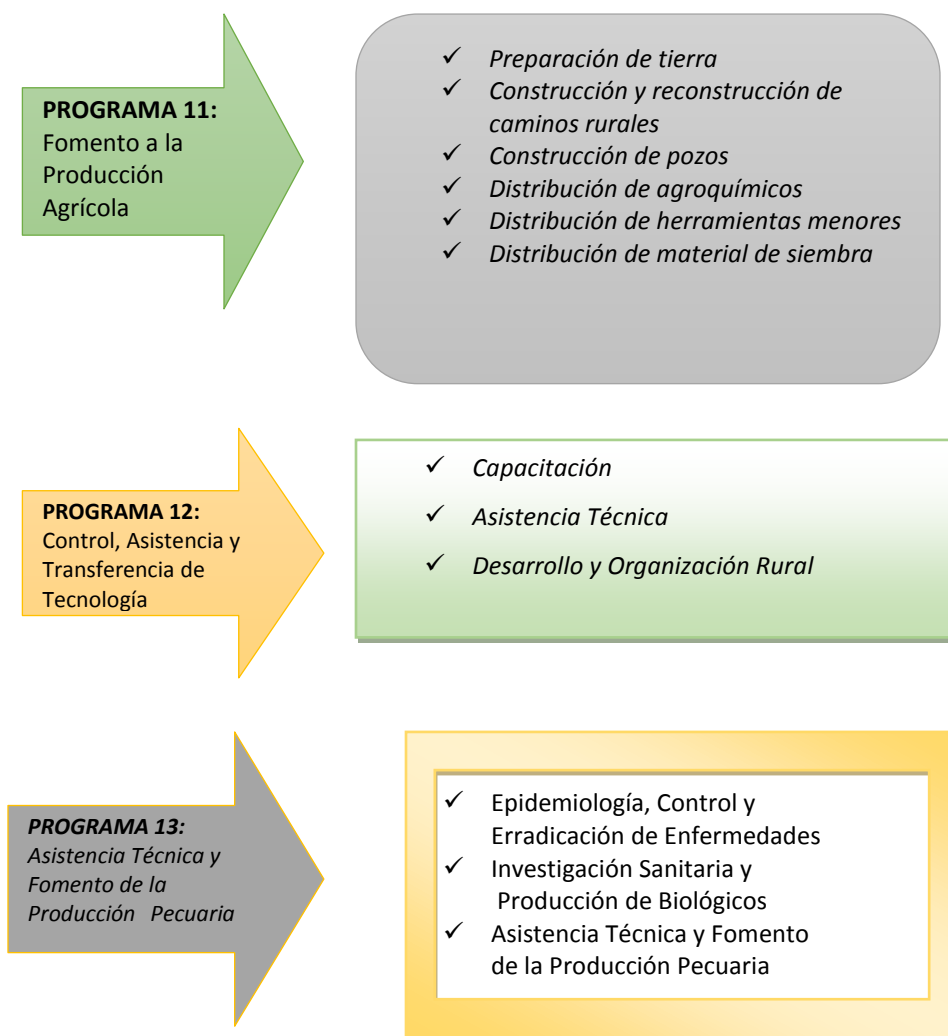 PROGRAMA 11:
Fomento a la
Producción
Agrícola
✓ Preparación de tierra
✓ Construcción y reconstrucción de
caminos rurales
✓ Construcción de pozos
✓ Distribución de agroquímicos
✓ Distribución de herramientas menores
✓ Distribución de material de siembra
PROGRAMA 12:
Control, Asistencia y
Transferencia de
Tecnología
✓ Capacitación
✓ Asistencia Técnica
✓ Desarrollo y Organización Rural
PROGRAMA 13:
Asistencia Técnica y
Fomento de la
Producción Pecuaria
✓ Epidemiología, Control y
Erradicación de Enfermedades
✓ Investigación Sanitaria y
Producción de Biológicos
✓ Asistencia Técnica y Fomento
de la Producción Pecuaria